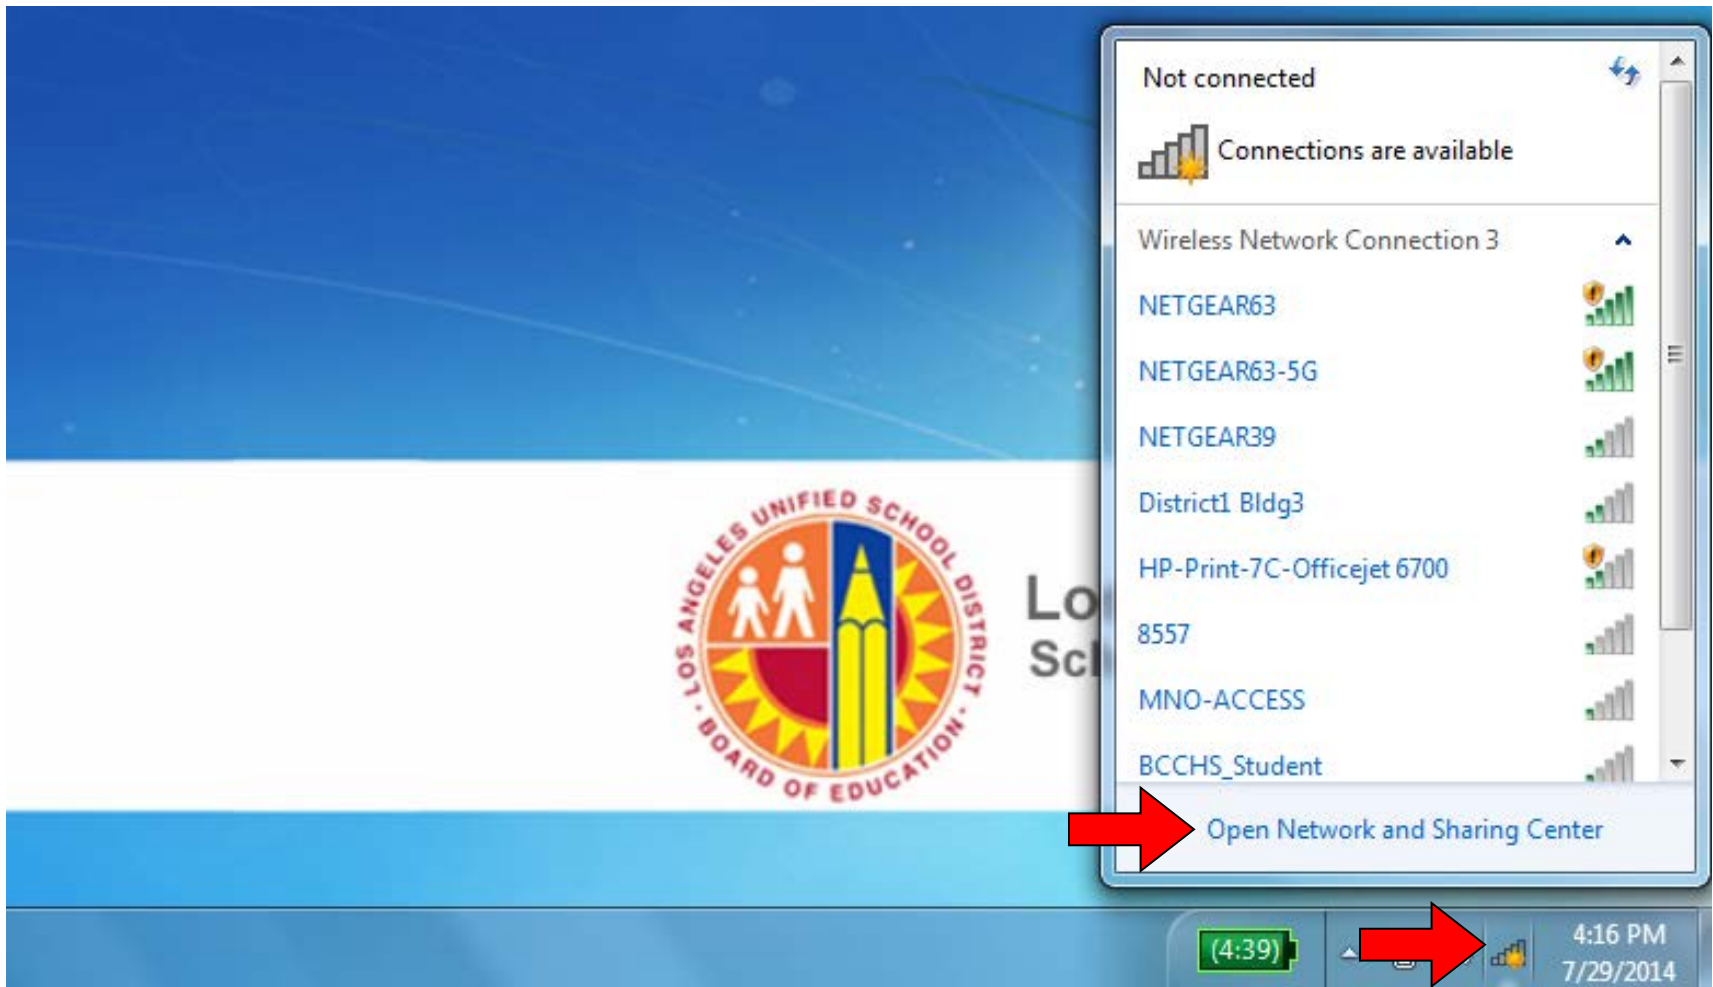 Not connected
Connections are available
Wireless Network Connection 3
NETGEAR63
NETGEAR63-5G
NETGEAR39
District1 Bldg3
HP-Print-7C-Officejet 6700
8557
MNO-ACCESS
BCCHS_Student
Open Network and Sharing Center
LOS ANGELES UNIFIED SCHOOL DISTRICT · BOARD OF EDUCATION ·
Lo
Sch
(4:39)
4:16 PM
7/29/2014